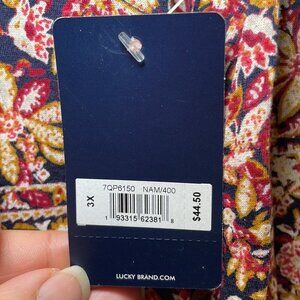 7QP6150 NAM/400
3X
1 93315 62381 8
$44.50
LUCKY BRAND.COM